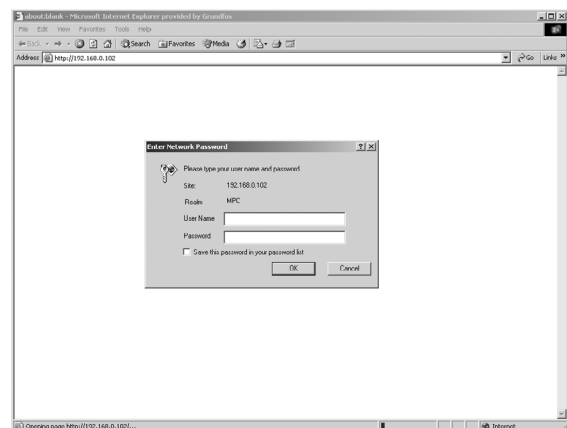 about:blank - Microsoft Internet Explorer provided by Grundfos
File Edit View Favorites Tools Help
Back Search Favorites Media
Address http://192.168.0.102 Go Links »
Enter Network Password
Please type your user name and password.
Site: 192.168.0.102
Realm MPC
User Name
Password
Save this password in your password list
OK Cancel
Opening page http://192.168.0.102/... Internet